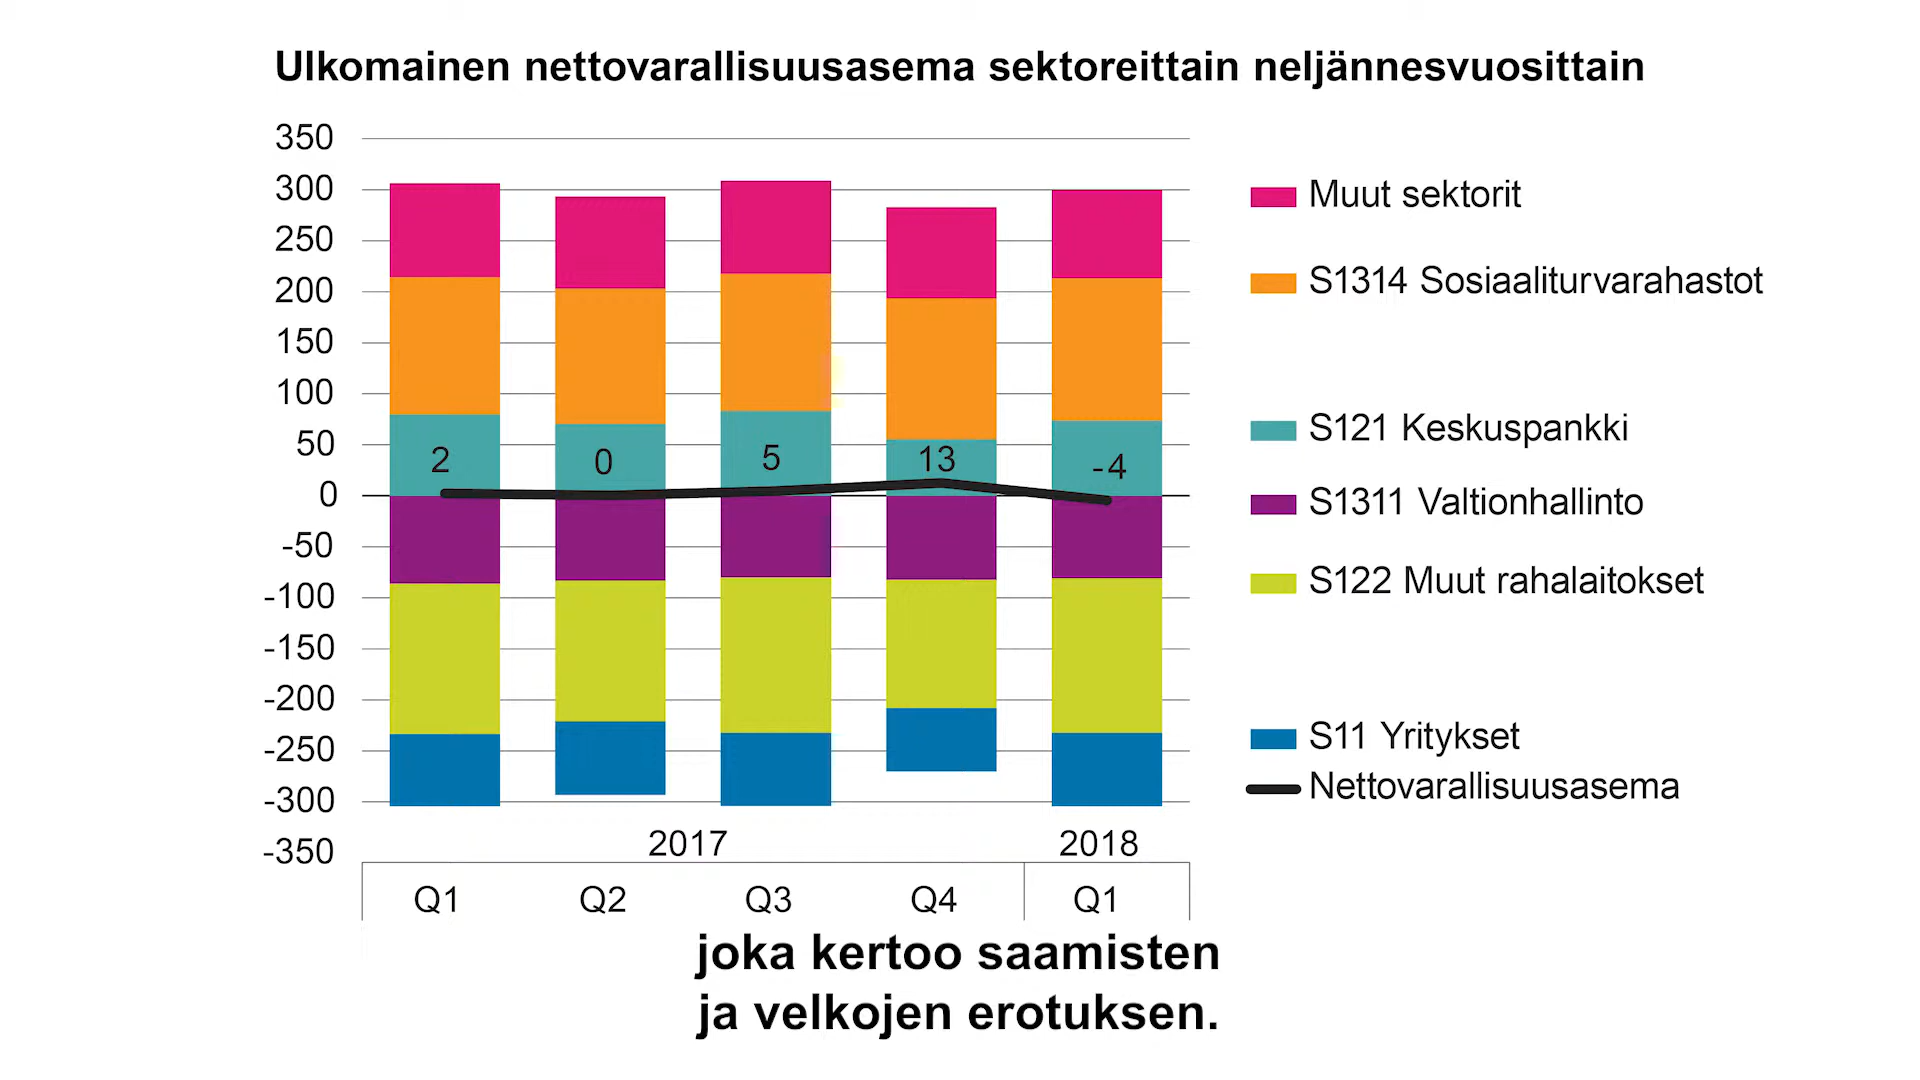 Ulkomainen nettovarallisuusasema sektoreittain neljännesvuosittain
350
300
250
200
150
100
50
0
-50
-100
-150
-200
-250
-300
-350
2
0
5
13
-4
2017
2018
Q1
Q2
Q3
Q4
Q1
Muut sektorit
S1314 Sosiaaliturvarahastot
S121 Keskuspankki
S1311 Valtionhallinto
S122 Muut rahalaitokset
S11 Yritykset
Nettovarallisuusasema
joka kertoo saamisten
ja velkojen erotuksen.